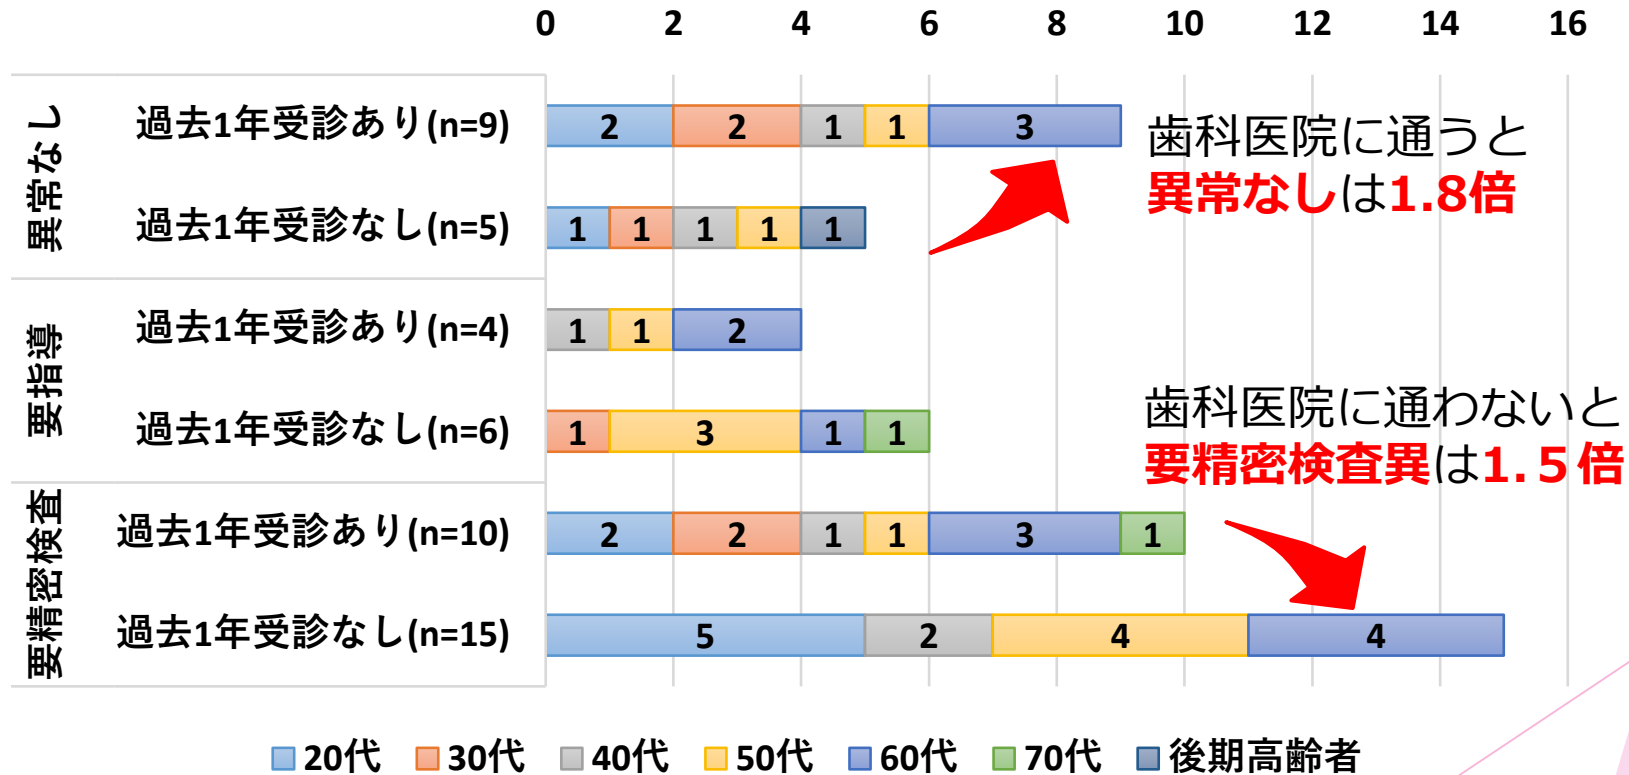 0 2 4 6 8 10 12 14 16
異常なし
過去1年受診あり(n=9)
2 2 1 1 3
過去1年受診なし(n=5)
1 1 1 1 1
歯科医院に通うと
異常なしは1.8倍
要指導
過去1年受診あり(n=4)
1 1 2
過去1年受診なし(n=6)
1 3 1 1
歯科医院に通わないと
要精密検査異は1.５倍
要精密検査
過去1年受診あり(n=10)
2 2 1 1 3 1
過去1年受診なし(n=15)
5 2 4 4
20代 30代 40代 50代 60代 70代 後期高齢者